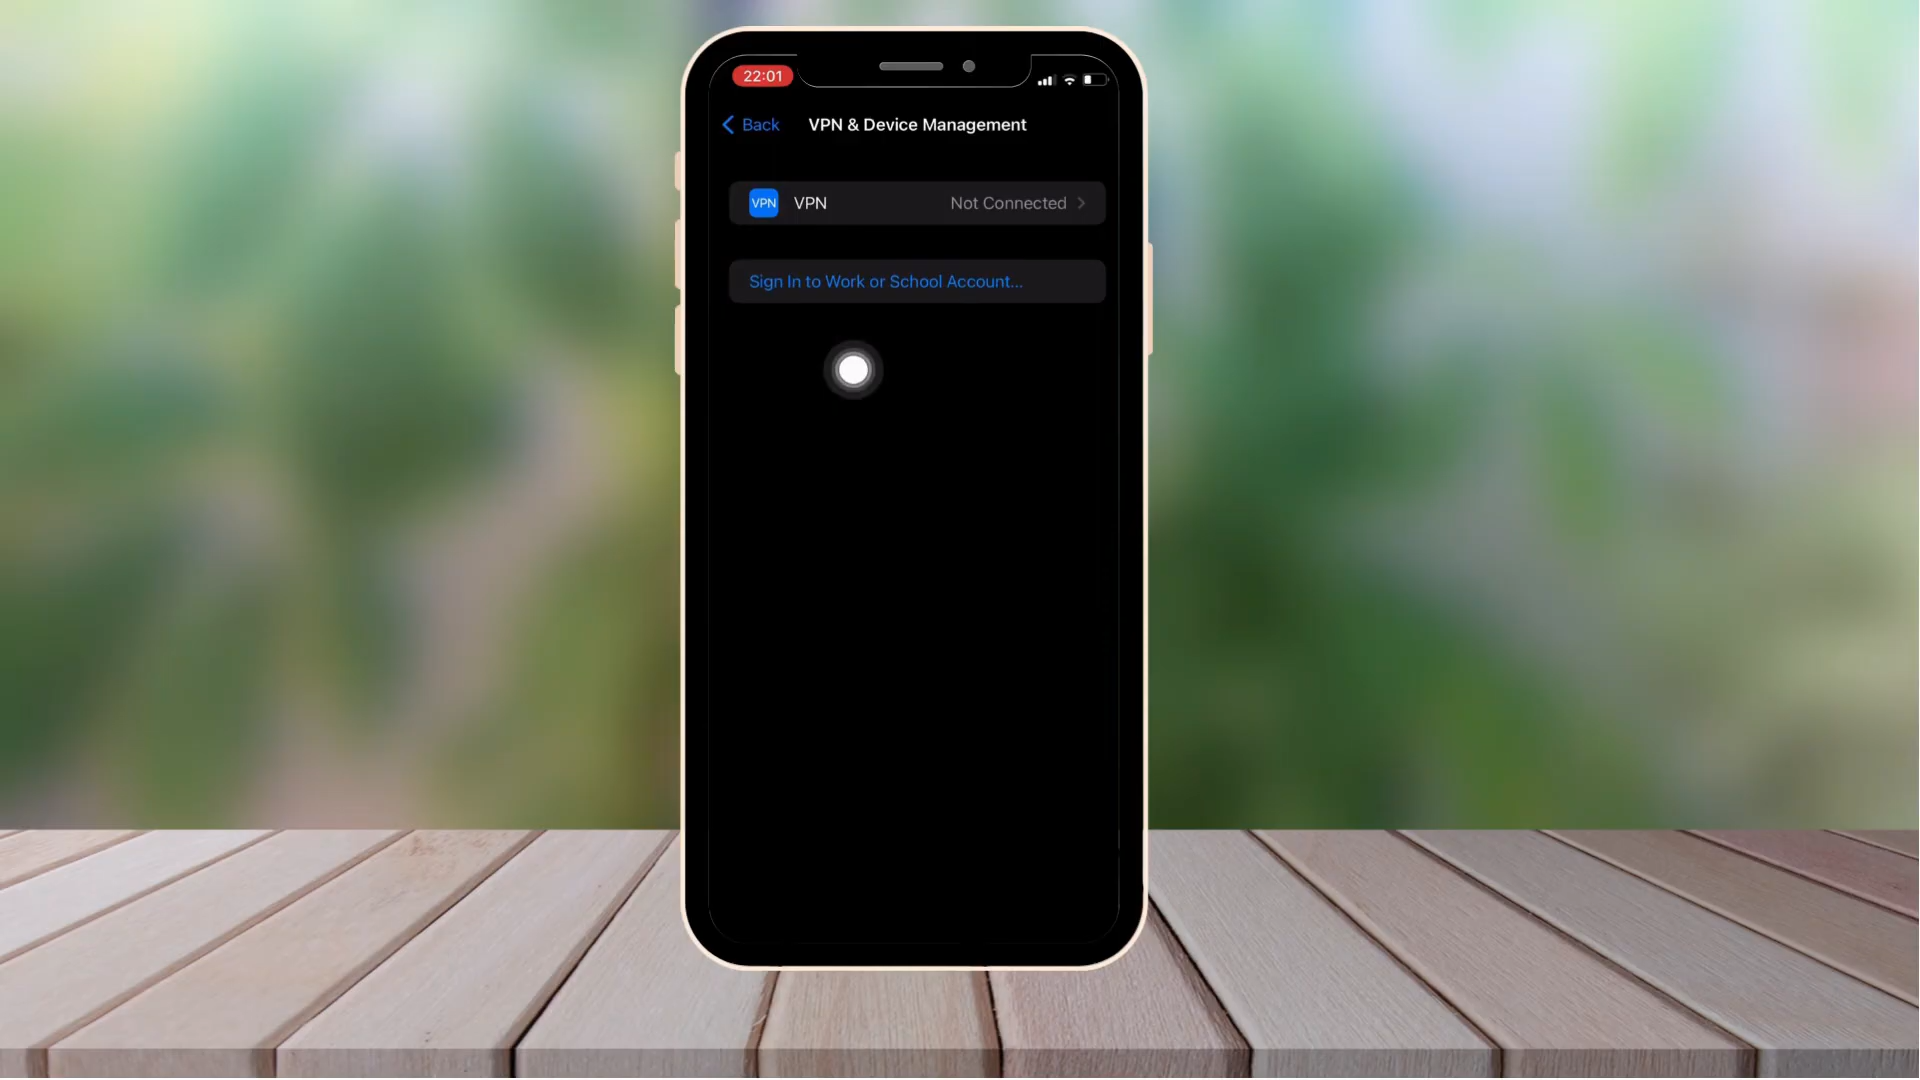 22:01
Back
VPN & Device Management
VPN
VPN
Not Connected
Sign In to Work or School Account...